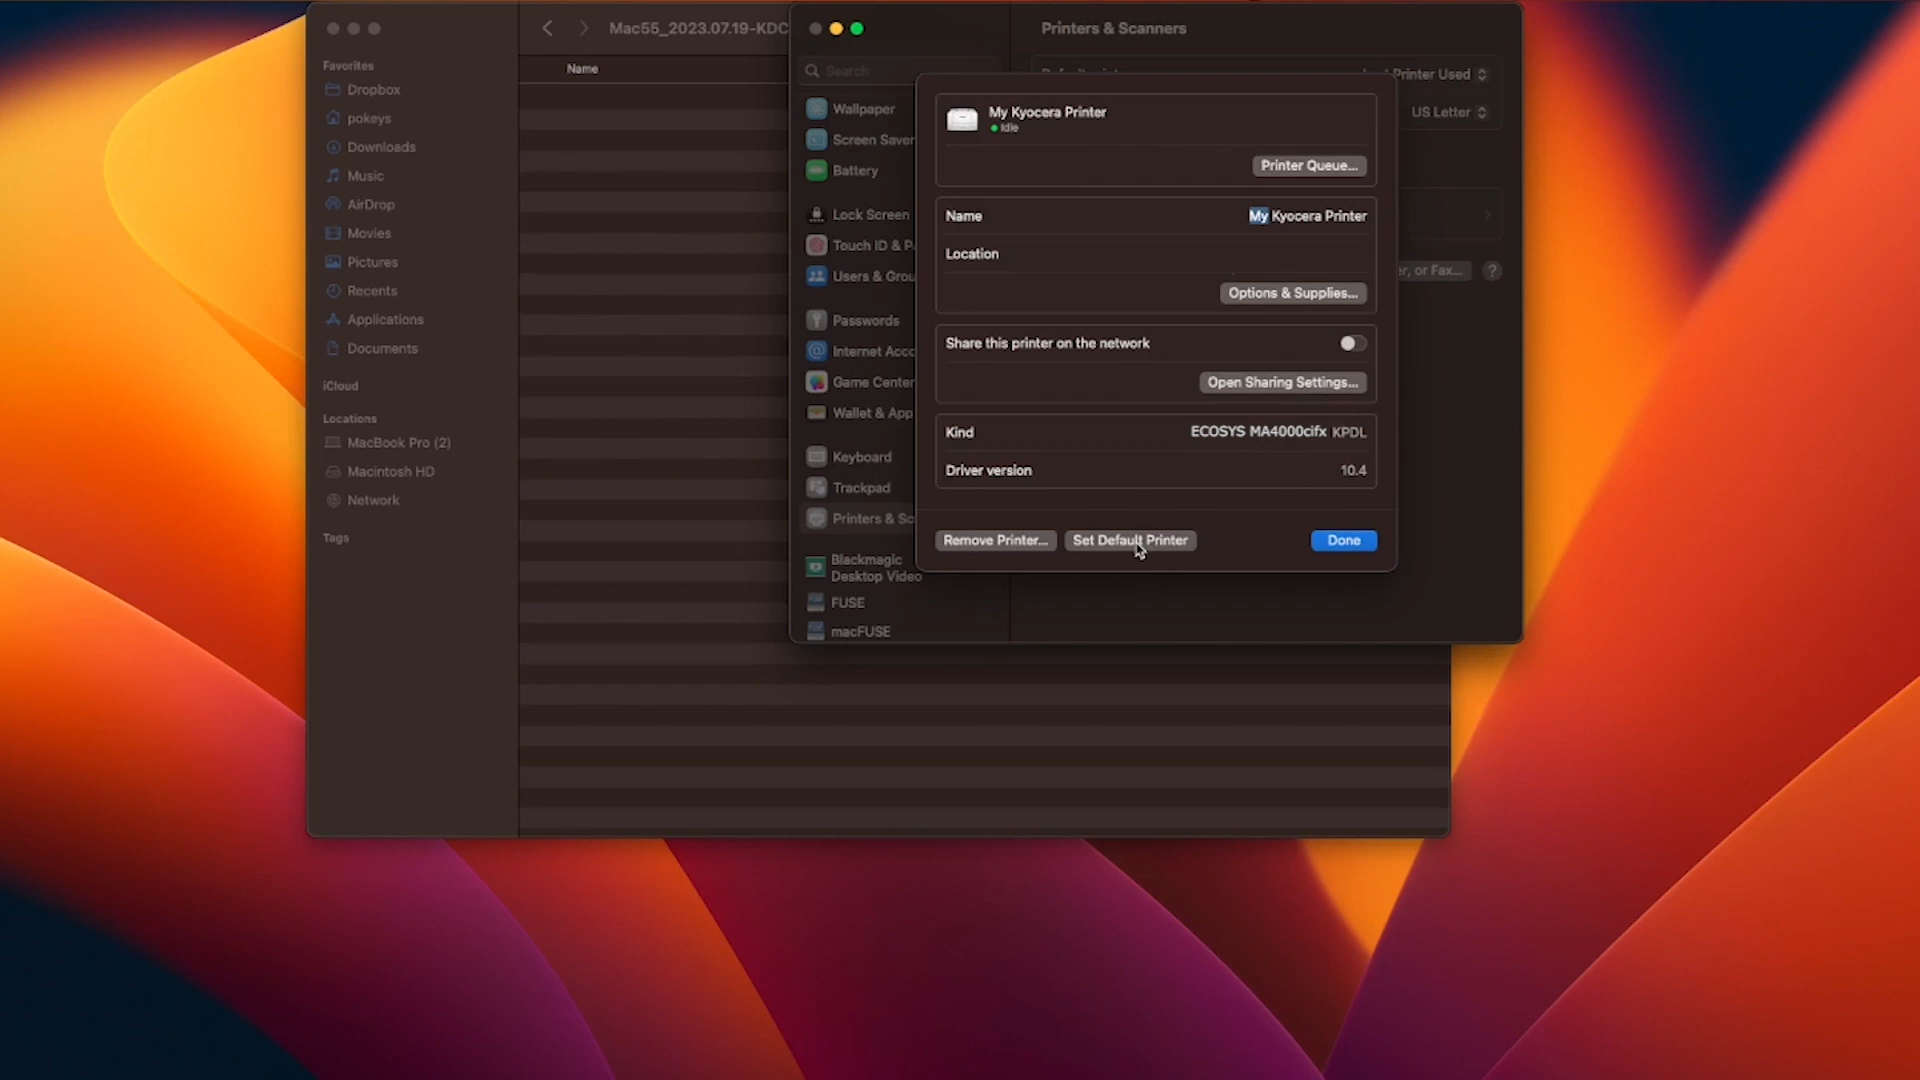 Mac55_2023.07.19-KDC
Favorites
Dropbox
pokeys
Downloads
Music
AirDrop
Movies
Pictures
Recents
Applications
Documents
iCloud
Locations
MacBook Pro (2)
Macintosh HD
Network
Tags
Name
Search
Wallpaper
Screen Saver
Battery
Lock Screen
Touch ID & P
Users & Grou
Passwords
Internet Acco
Game Center
Wallet & App
Keyboard
Trackpad
Printers & Sc
Blackmagic
Desktop Video
FUSE
macFUSE
Printers & Scanners
Printer Used
US Letter
er, or Fax...
?
My Kyocera Printer
Idle
Printer Queue...
Name My Kyocera Printer
Location
Options & Supplies...
Share this printer on the network
Open Sharing Settings...
Kind ECOSYS MA4000cifx KPDL
Driver version 10.4
Remove Printer... Set Default Printer Done